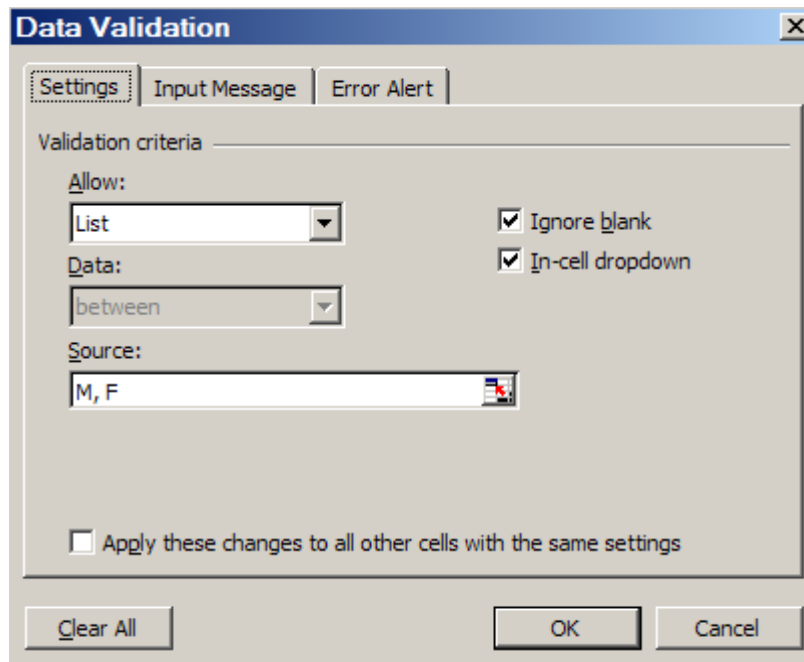 Data Validation
Settings Input Message Error Alert
Validation criteria
Allow:
List
Ignore blank
Data:
In-cell dropdown
between
Source:
M, F
Apply these changes to all other cells with the same settings
Clear All OK Cancel